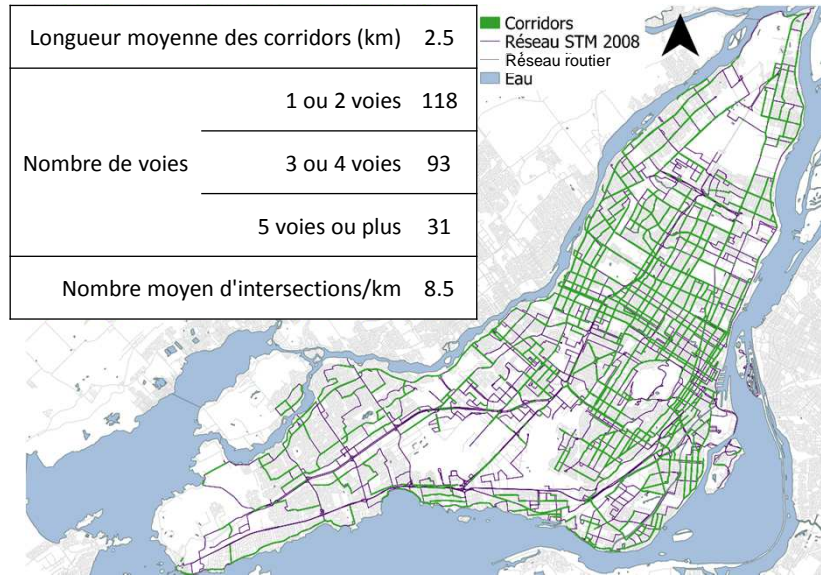 Longueur moyenne des corridors (km) 2.5
Nombre de voies
1 ou 2 voies 118
3 ou 4 voies 93
5 voies ou plus 31
Nombre moyen d'intersections/km 8.5
Corridors
Réseau STM 2008
Réseau routier
Eau